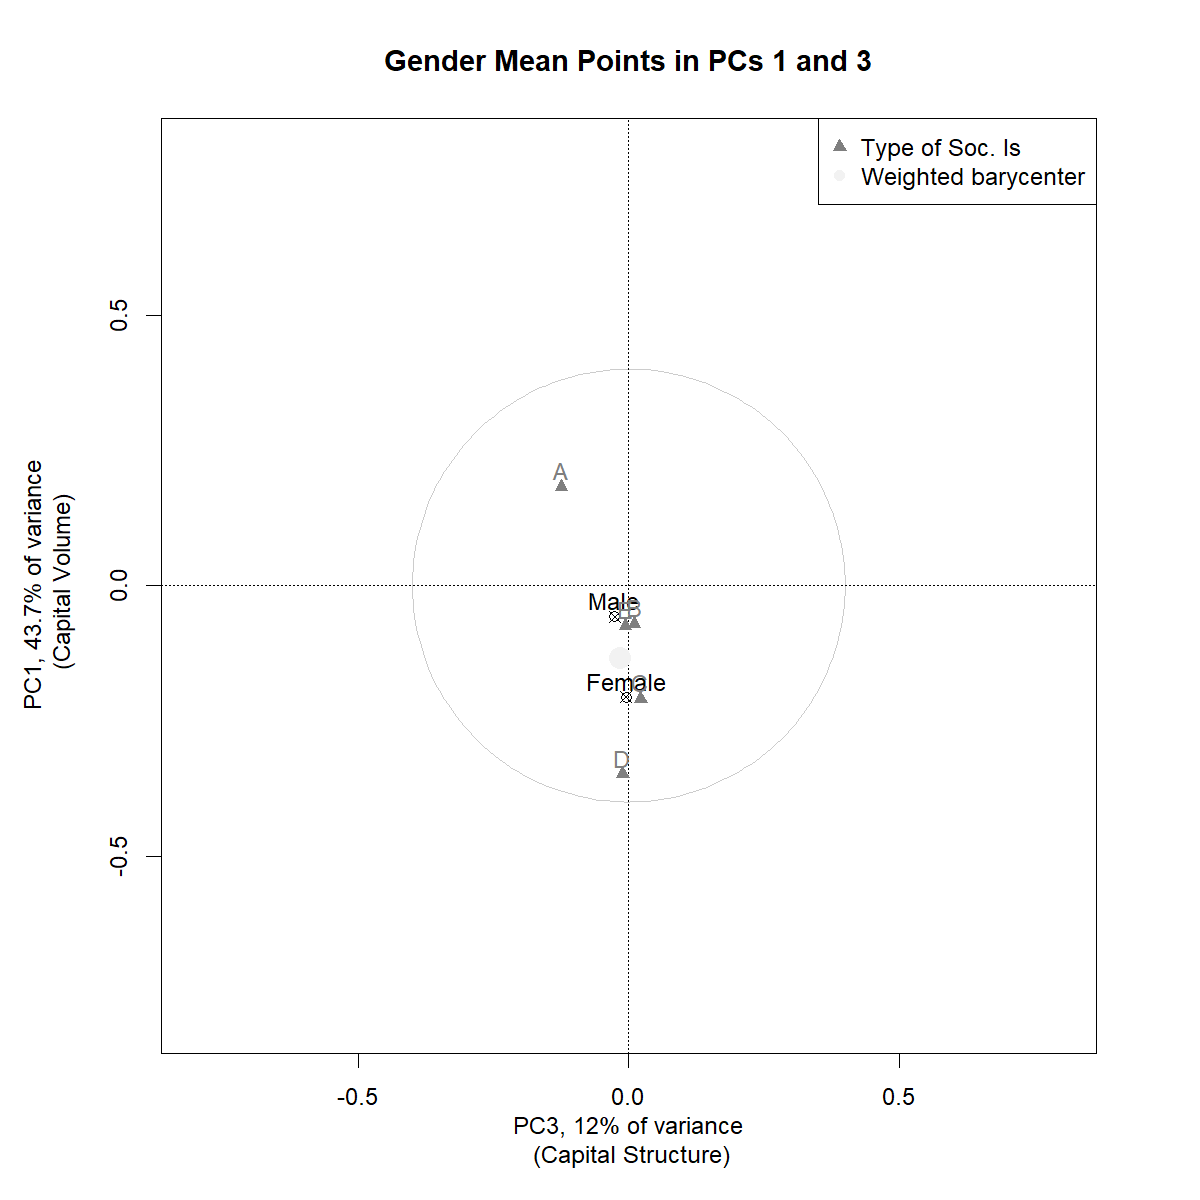 Gender Mean Points in PCs 1 and 3
Type of Soc. Is
Weighted barycenter
PC1, 43.7% of variance
(Capital Volume)
0.5
0.0
-0.5
A
Male
E
B
Female
C
D
-0.5
0.0
0.5
PC3, 12% of variance
(Capital Structure)